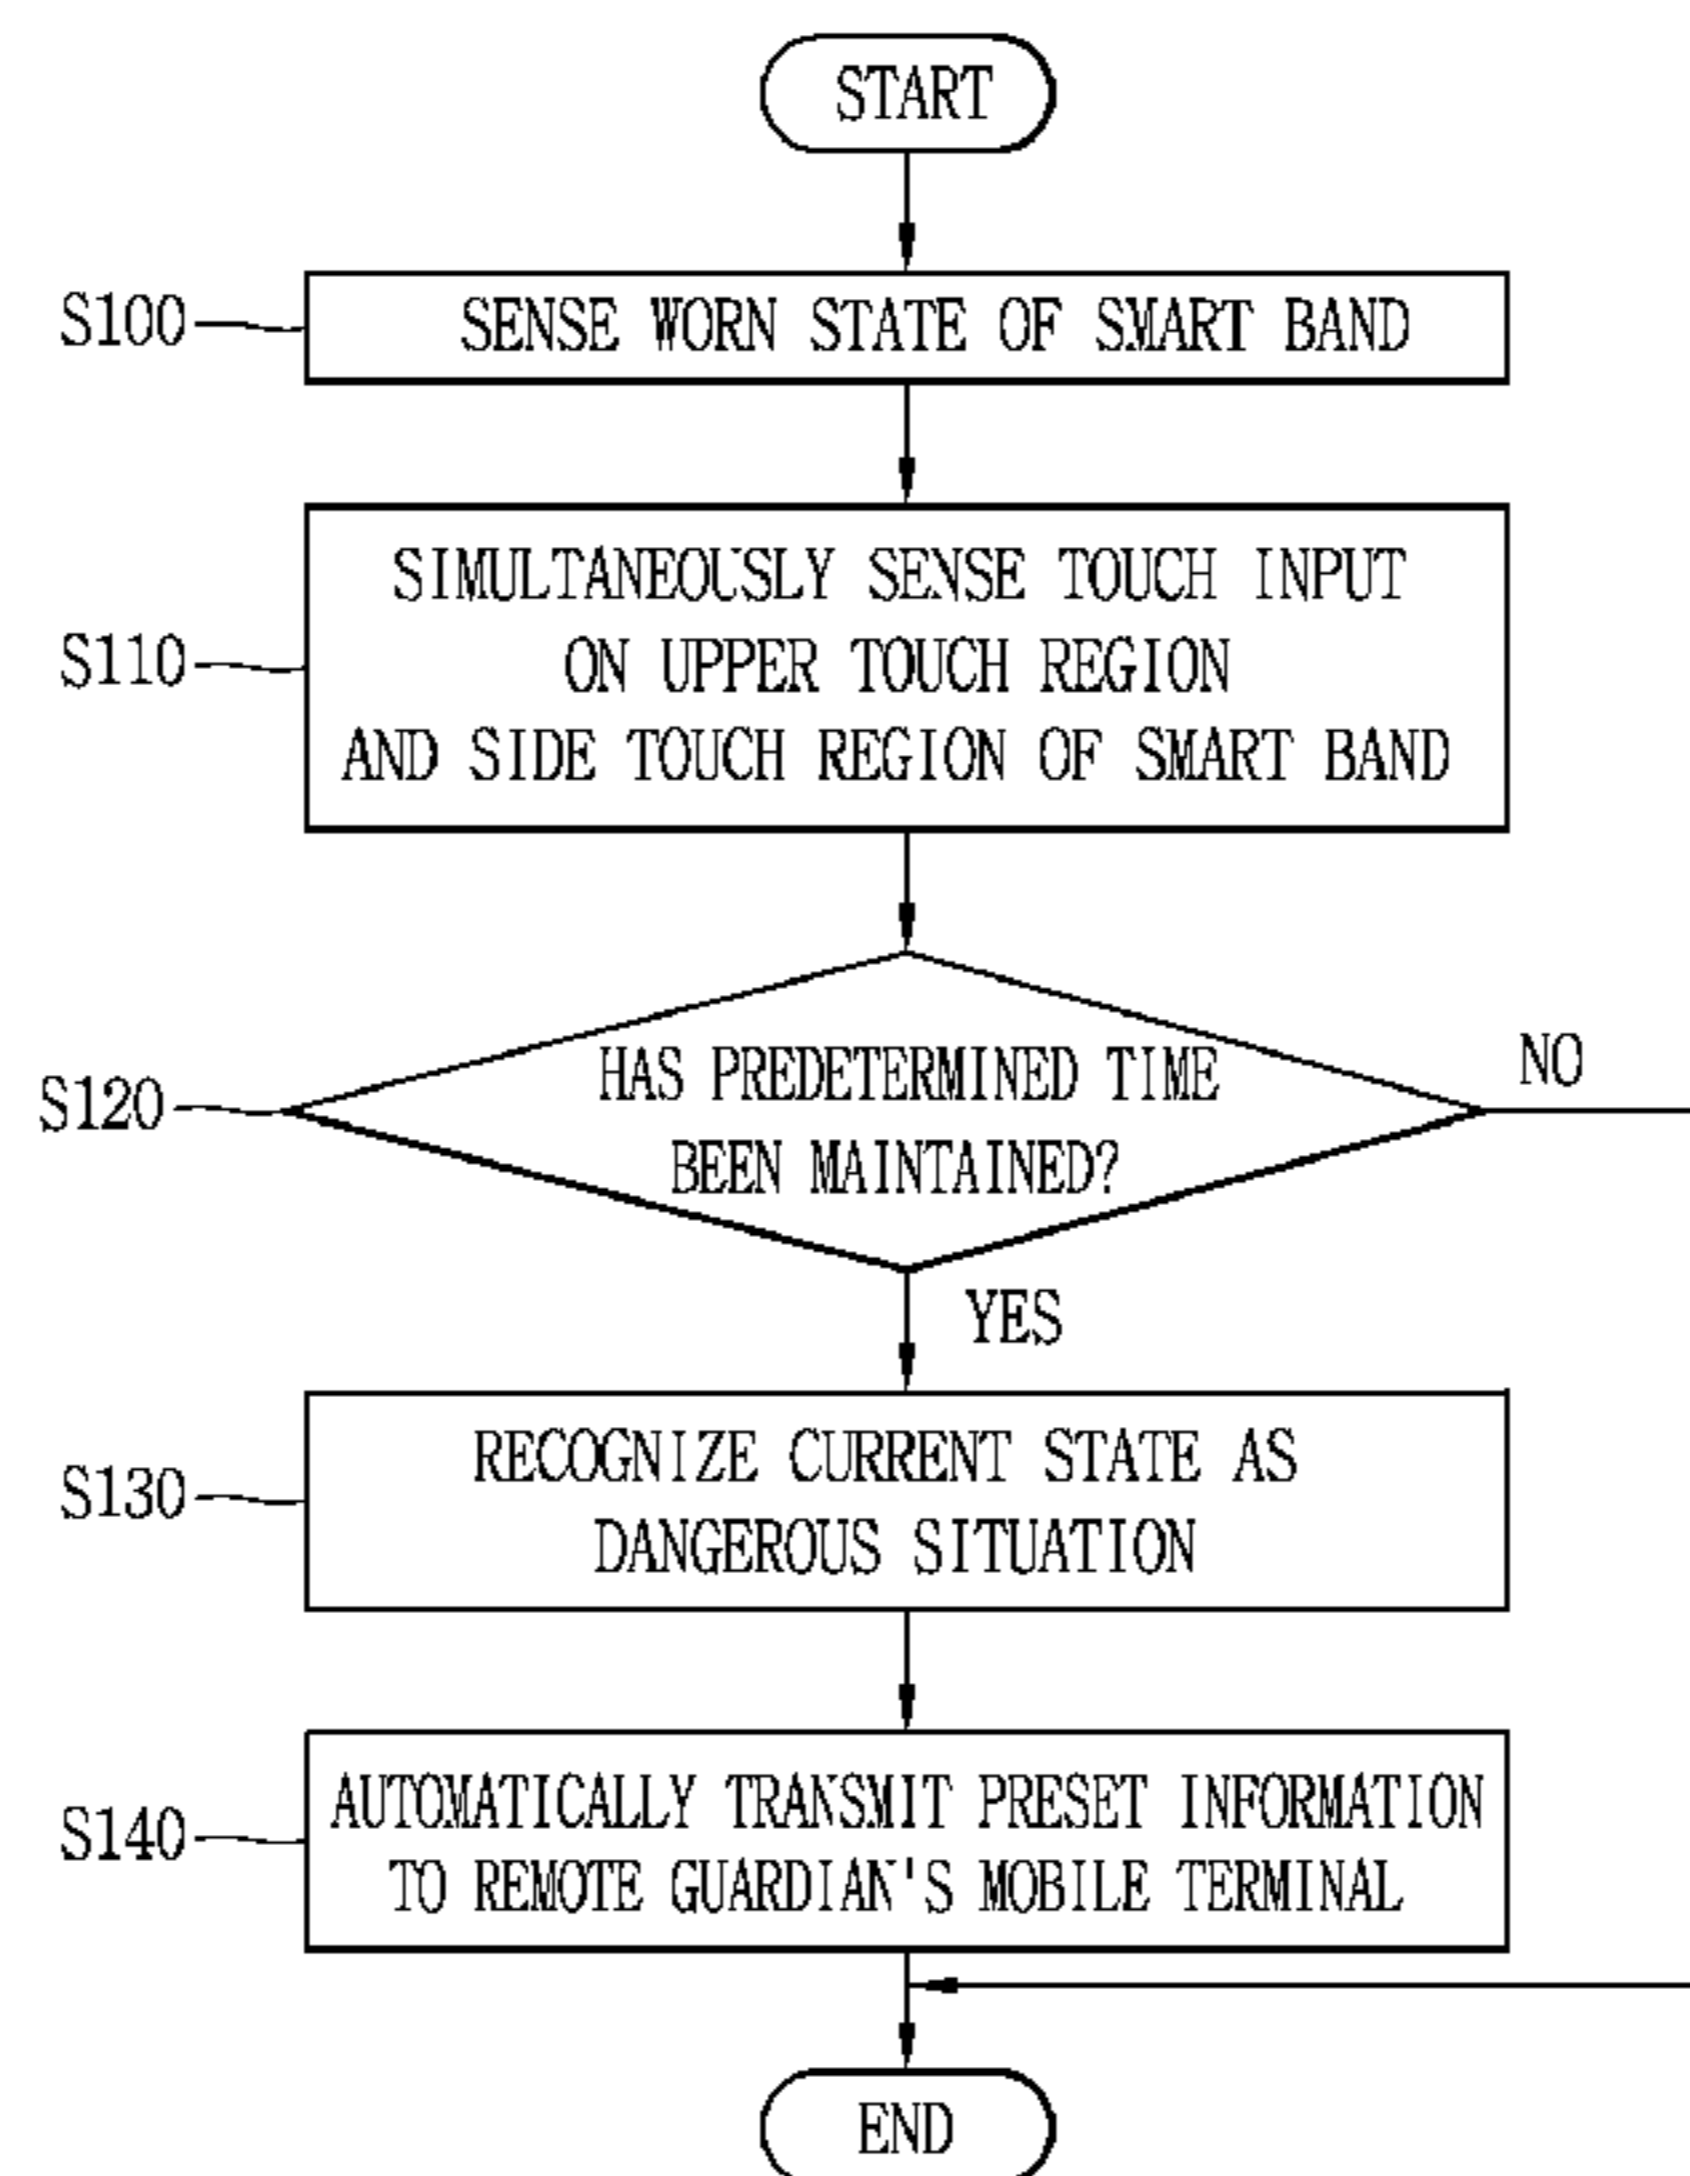 START
S100
SENSE WORN STATE OF SMART BAND
S110
SIMULTANEOUSLY SENSE TOUCH INPUT
ON UPPER TOUCH REGION
AND SIDE TOUCH REGION OF SMART BAND
S120
HAS PREDETERMINED TIME
BEEN MAINTAINED?
NO
YES
S130
RECOGNIZE CURRENT STATE AS
DANGEROUS SITUATION
S140
AUTOMATICALLY TRANSMIT PRESET INFORMATION
TO REMOTE GUARDIAN'S MOBILE TERMINAL
END